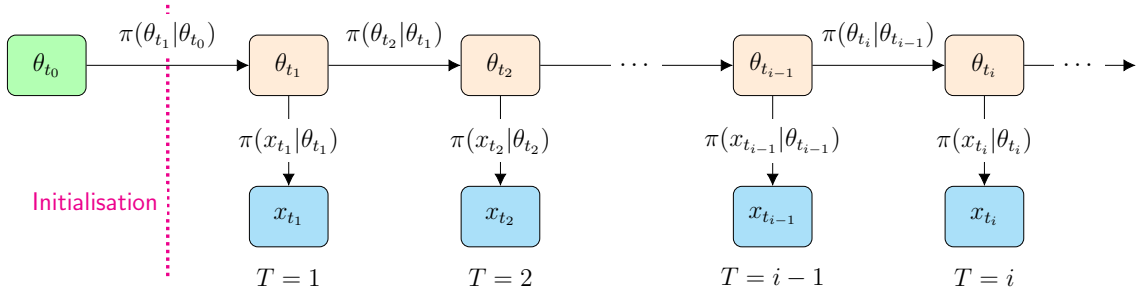 π(θ_{t_1}|θ_{t_0}) π(θ_{t_2}|θ_{t_1}) π(θ_{t_i}|θ_{t_{i−1}})
θ_{t_0} θ_{t_1} θ_{t_2} ⋯ θ_{t_{i−1}} θ_{t_i} ⋯
π(x_{t_1}|θ_{t_1}) π(x_{t_2}|θ_{t_2}) π(x_{t_{i−1}}|θ_{t_{i−1}}) π(x_{t_i}|θ_{t_i})
Initialisation x_{t_1} x_{t_2} x_{t_{i−1}} x_{t_i}
T = 1 T = 2 T = i − 1 T = i